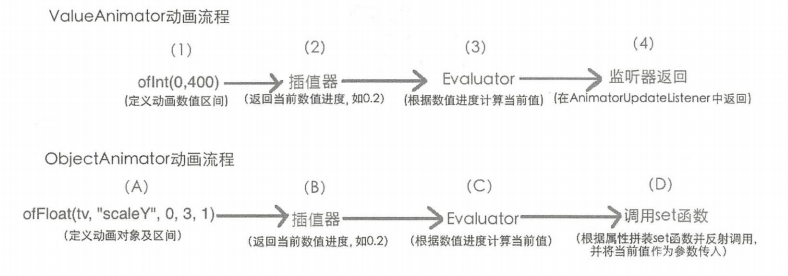 ValueAnimator动画流程
(1) (2) (3) (4)
ofInt(0,400) 插值器 Evaluator 监听器返回
(定义动画数值区间) (返回当前数值进度, 如0.2) (根据数值进度计算当前值) (在AnimatorUpdateListener中返回)
ObjectAnimator动画流程
(A) (B) (C) (D)
ofFloat(tv, "scaleY", 0, 3, 1) 插值器 Evaluator 调用set函数
(定义动画对象及区间) (返回当前数值进度, 如0.2) (根据数值进度计算当前值) (根据属性拼装set函数并反射调用,
并将当前值作为参数传人)